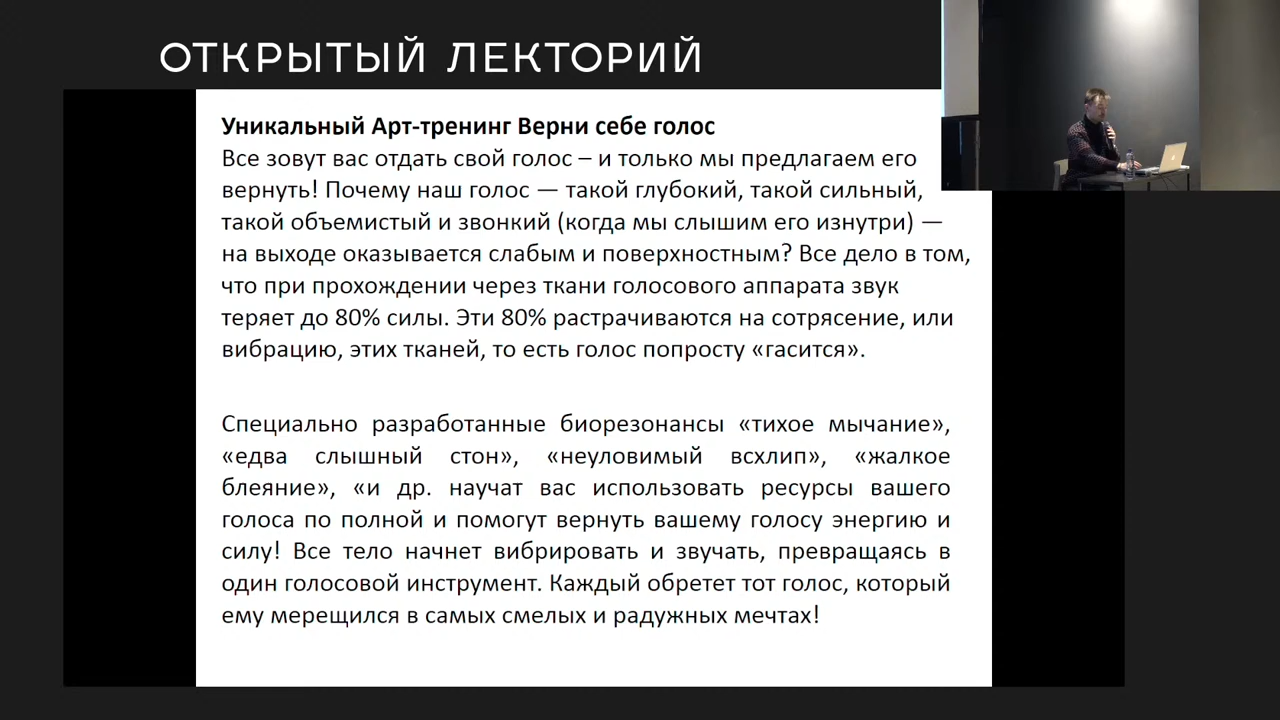 ОТКРЫТЫЙ ЛЕКТОРИЙ
Уникальный Арт-тренинг Верни себе голос
Все зовут вас отдать свой голос – и только мы предлагаем его
вернуть! Почему наш голос — такой глубокий, такой сильный,
такой объемистый и звонкий (когда мы слышим его изнутри) —
на выходе оказывается слабым и поверхностным? Все дело в том,
что при прохождении через ткани голосового аппарата звук
теряет до 80% силы. Эти 80% растрачиваются на сотрясение, или
вибрацию, этих тканей, то есть голос попросту «гасится».
Специально разработанные биорезонансы «тихое мычание»,
«едва слышный стон», «неуловимый всхлип», «жалкое
блеяние», «и др. научат вас использовать ресурсы вашего
голоса по полной и помогут вернуть вашему голосу энергию и
силу! Все тело начнет вибрировать и звучать, превращаясь в
один голосовой инструмент. Каждый обретет тот голос, который
ему мерещился в самых смелых и радужных мечтах!